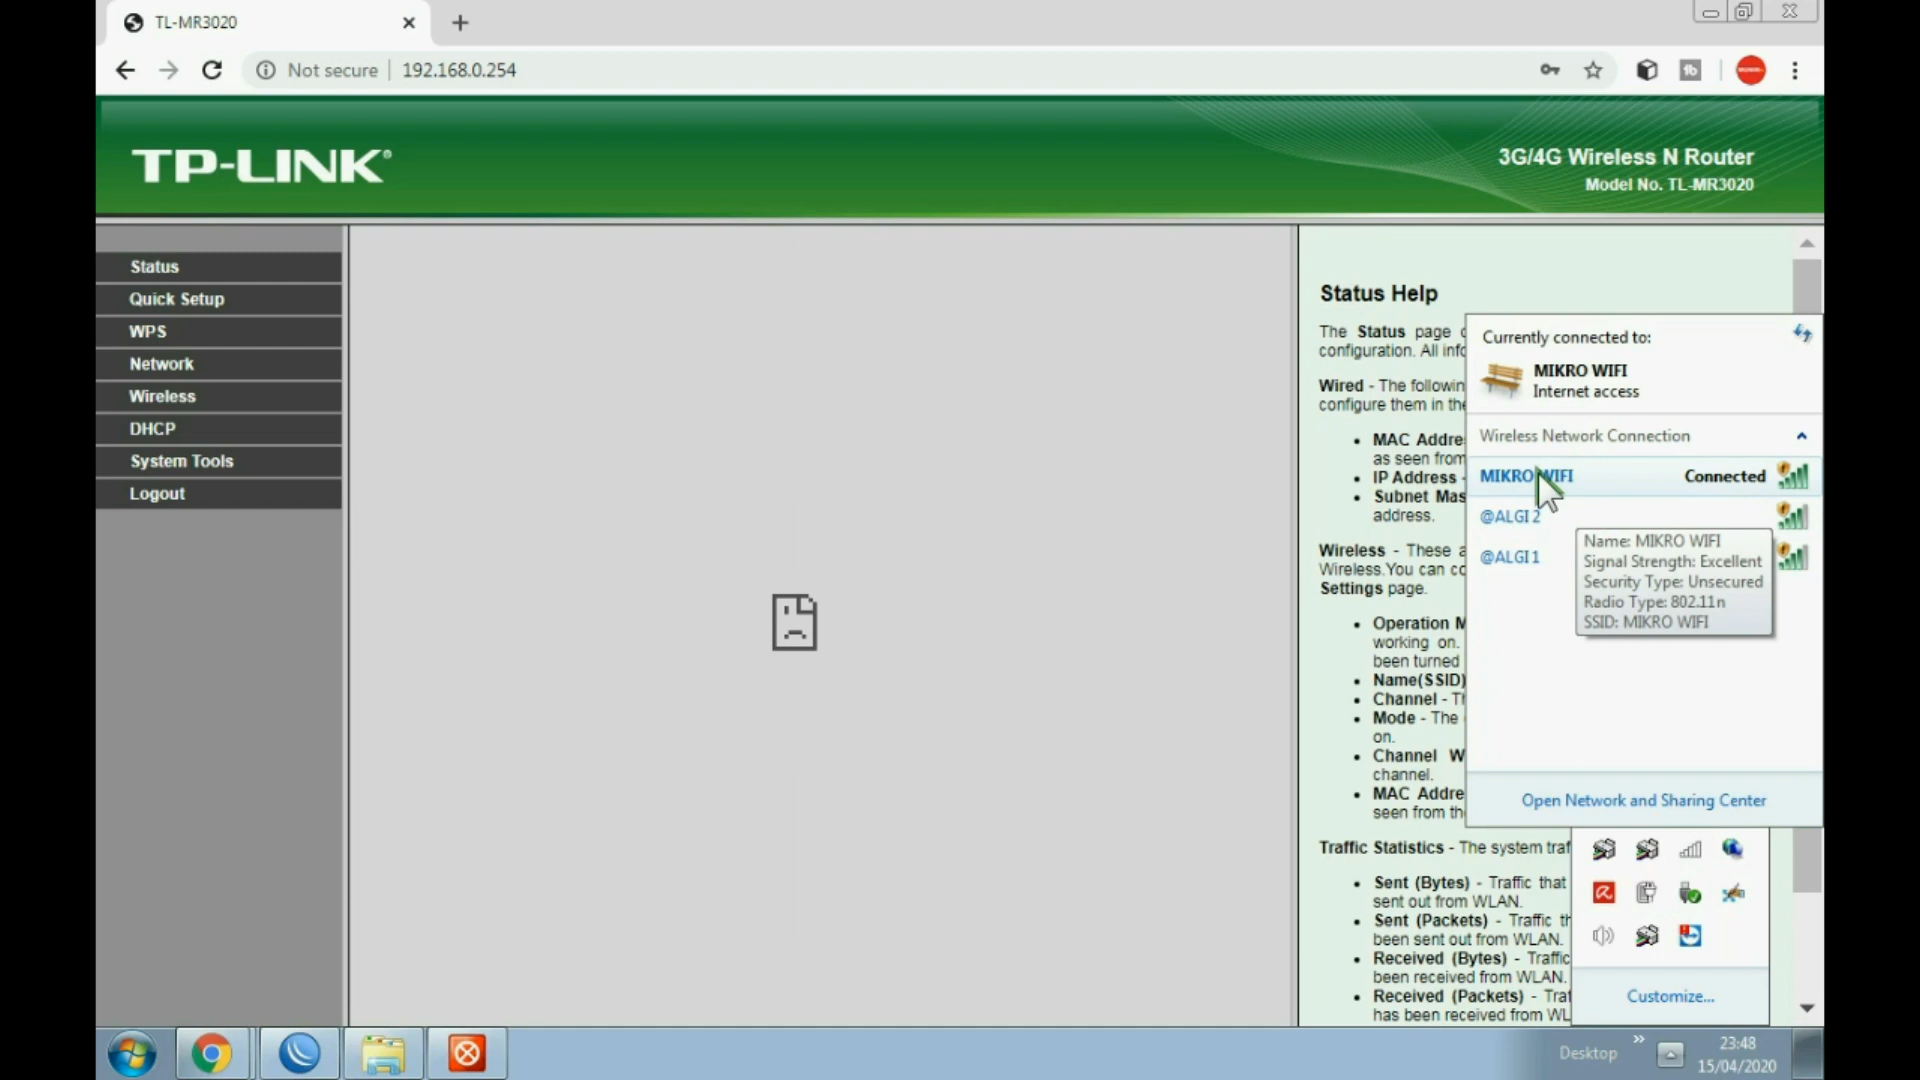 TL-MR3020
Not secure
192.168.0.254
TP-LINK®
3G/4G Wireless N Router
Model No. TL-MR3020
Status
Quick Setup
WPS
Network
Wireless
DHCP
System Tools
Logout
Status Help
The Status page
configuration. All info
Wired - The followin
configure them in the
MAC Addre
as seen from
IP Address -
Subnet Mas
address.
Wireless - These a
Wireless.You can co
Settings page.
Operation M
working on.
been turned
Name(SSID)
Channel - Th
Mode - The
on.
Channel W
channel.
MAC Addre
seen from the
Traffic Statistics - The system traf
Sent (Bytes) - Traffic that
sent out from WLAN.
Sent (Packets) - Traffic th
been sent out from WLAN.
Received (Bytes) - Traffic
been received from WLAN.
Received (Packets) - Traf
has been received from WL
Currently connected to:
MIKRO WIFI
Internet access
Wireless Network Connection
MIKRO WIFI Connected
@ALGI 2
@ALGI 1
Name: MIKRO WIFI
Signal Strength: Excellent
Security Type: Unsecured
Radio Type: 802.11n
SSID: MIKRO WIFI
Open Network and Sharing Center
Customize...
Desktop
23:48
15/04/2020